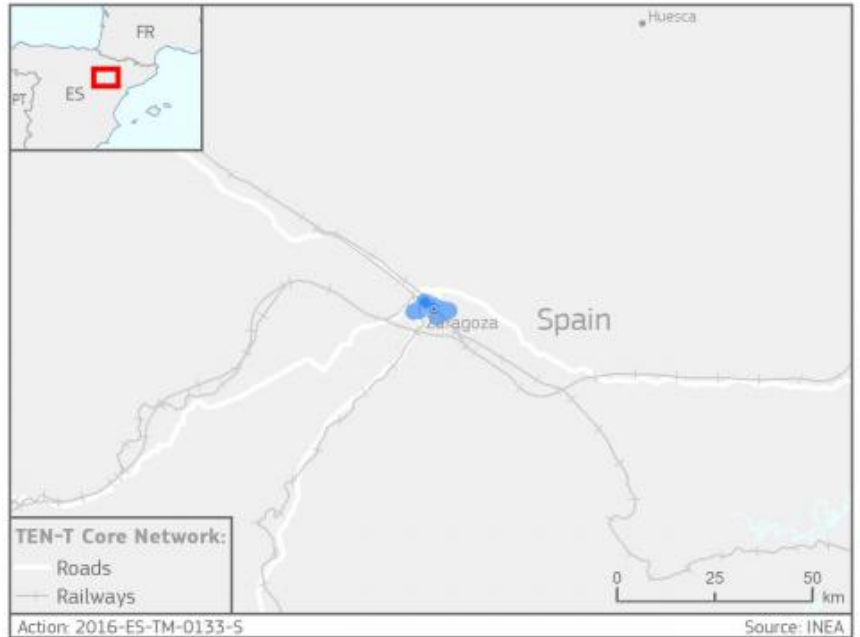 FR
PT
ES
Huesca
Zaragoza
Spain
TEN-T Core Network:
Roads
Railways
0 25 50
km
Action: 2016-ES-TM-0133-S
Source: INEA